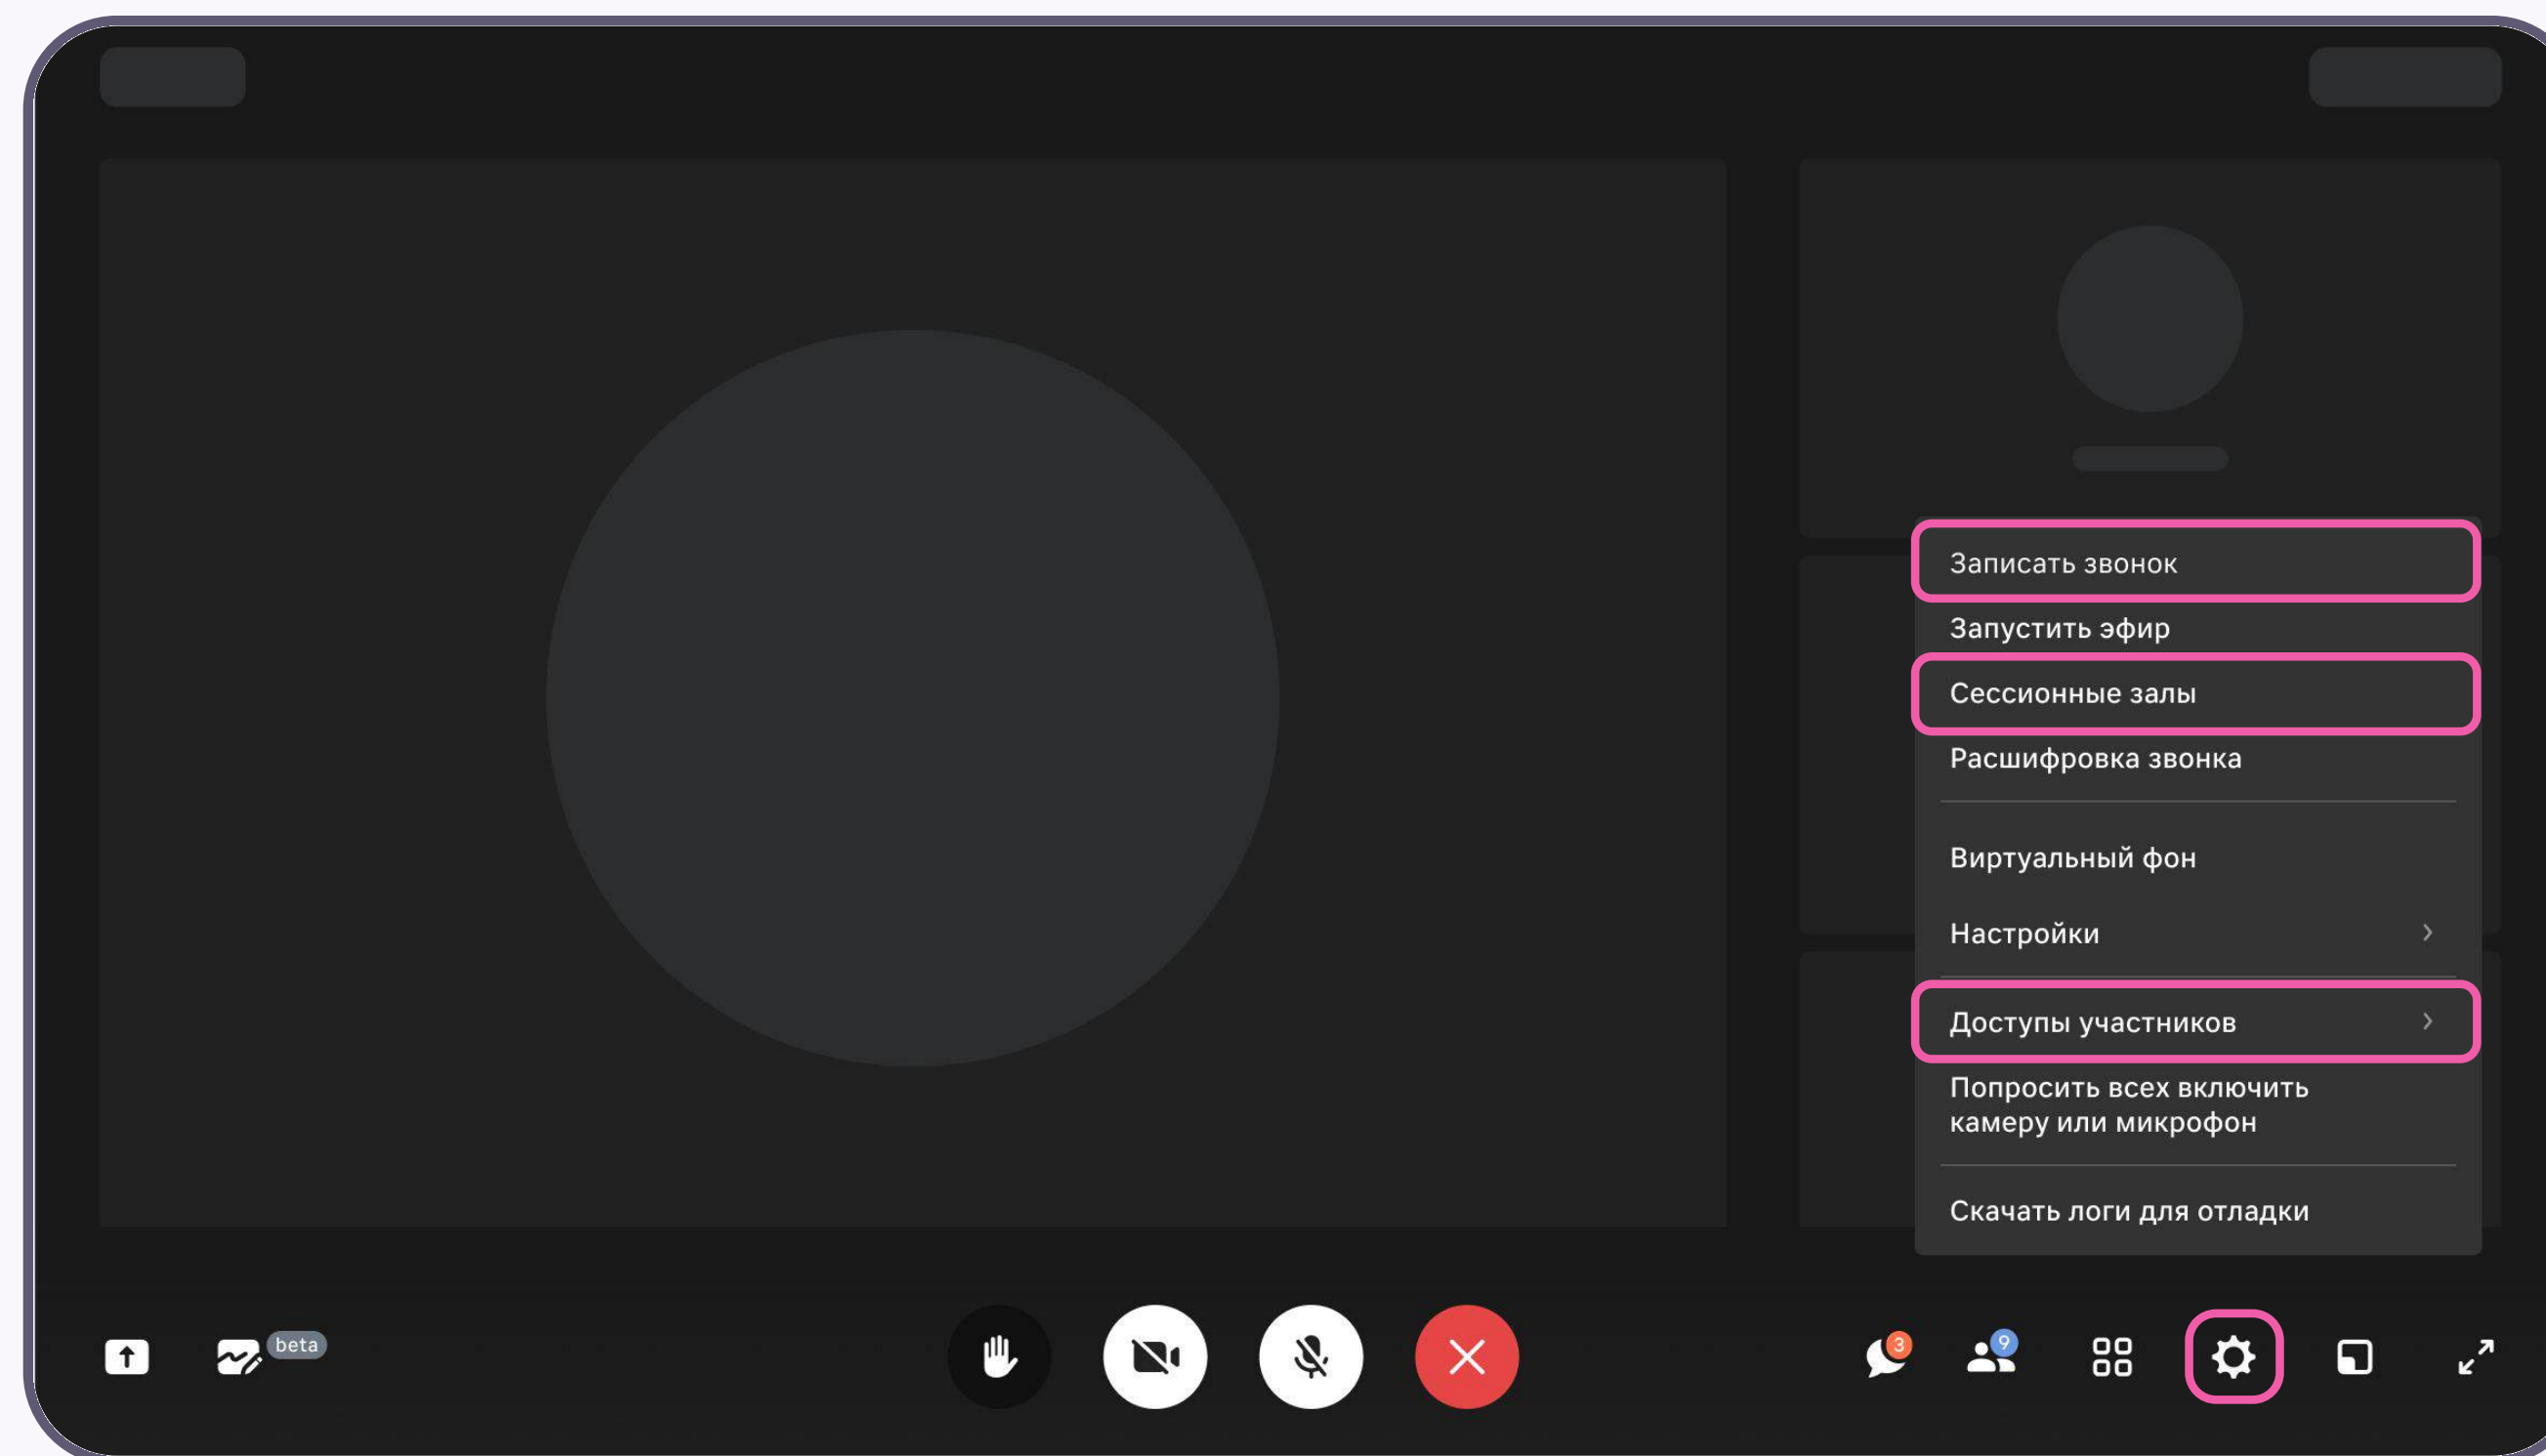 Записать звонок
Запустить эфир
Сессионные залы
Расшифровка звонка
Виртуальный фон
Настройки
Доступы участников
Попросить всех включить
камеру или микрофон
Скачать логи для отладки
beta
3
9